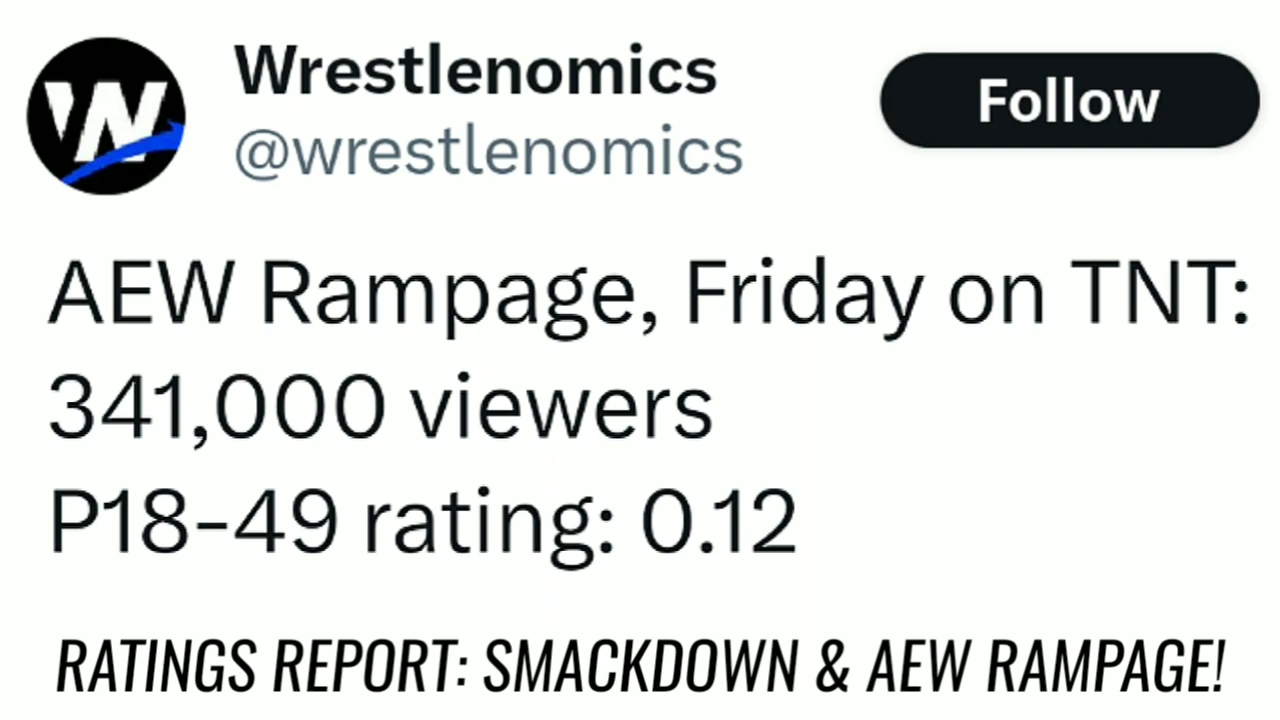 Wrestlenomics
@wrestlenomics
Follow
AEW Rampage, Friday on TNT:
341,000 viewers
P18-49 rating: 0.12
RATINGS REPORT: SMACKDOWN & AEW RAMPAGE!